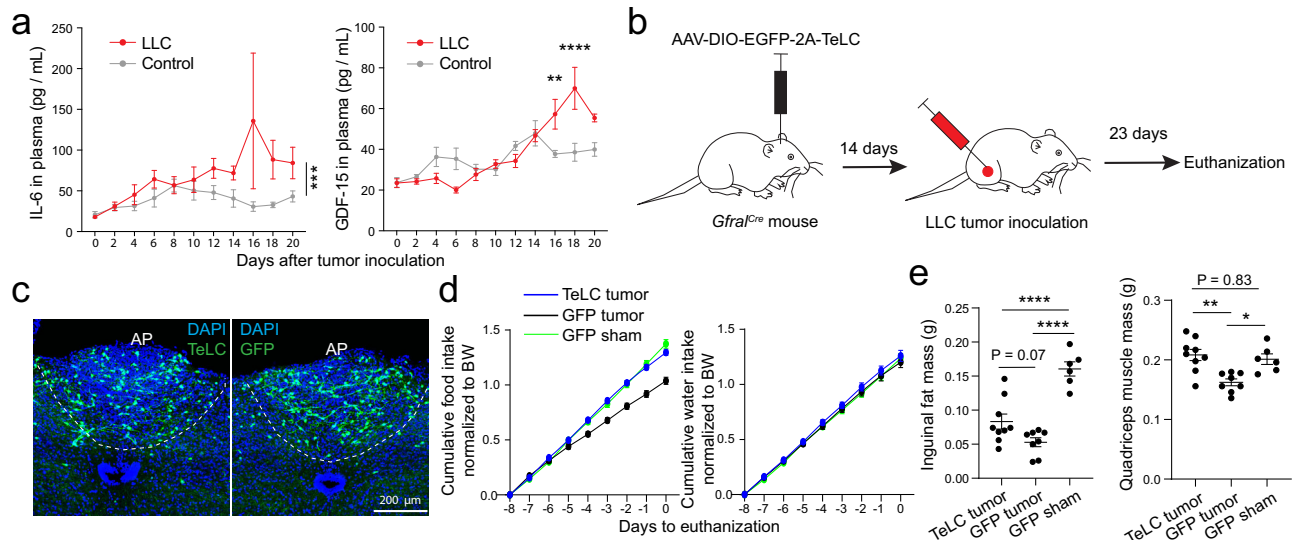 a
LLC
Control
IL-6 in plasma (pg / mL)
250
200
150
100
50
0
***
0 2 4 6 8 10 12 14 16 18 20
LLC
Control
GDF-15 in plasma (pg / mL)
100
80
60
40
20
0
**
****
0 2 4 6 8 10 12 14 16 18 20
Days after tumor inoculation
b
AAV-DIO-EGFP-2A-TeLC
14 days
23 days
Euthanization
GfralCre mouse
LLC tumor inoculation
c
AP
DAPI
TeLC
DAPI
GFP
AP
200 μm
d
TeLC tumor
GFP tumor
GFP sham
Cumulative food intake
normalized to BW
1.5
1.0
0.5
0.0
-8 -7 -6 -5 -4 -3 -2 -1 0
Cumulative water intake
normalized to BW
1.5
1.0
0.5
0.0
-8 -7 -6 -5 -4 -3 -2 -1 0
Days to euthanization
e
Inguinal fat mass (g)
0.25
0.20
0.15
0.10
0.05
0.00
****
****
P = 0.07
TeLC tumor
GFP tumor
GFP sham
Quadriceps muscle mass (g)
0.3
0.2
0.1
0.0
P = 0.83
**
*
TeLC tumor
GFP tumor
GFP sham